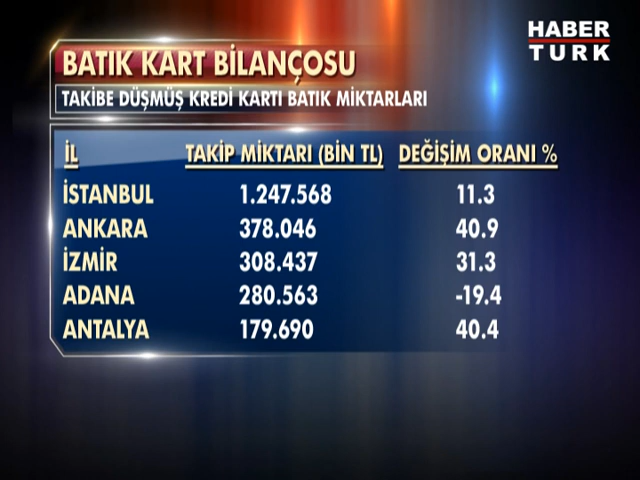 HABER
TURK
BATIK KART BİLANÇOSU
TAKİBE DÜŞMÜŞ KREDİ KARTI BATIK MİKTARLARI
İL TAKİP MİKTARI (BİN TL) DEĞİŞİM ORANI %
İSTANBUL 1.247.568 11.3
ANKARA 378.046 40.9
İZMİR 308.437 31.3
ADANA 280.563 -19.4
ANTALYA 179.690 40.4